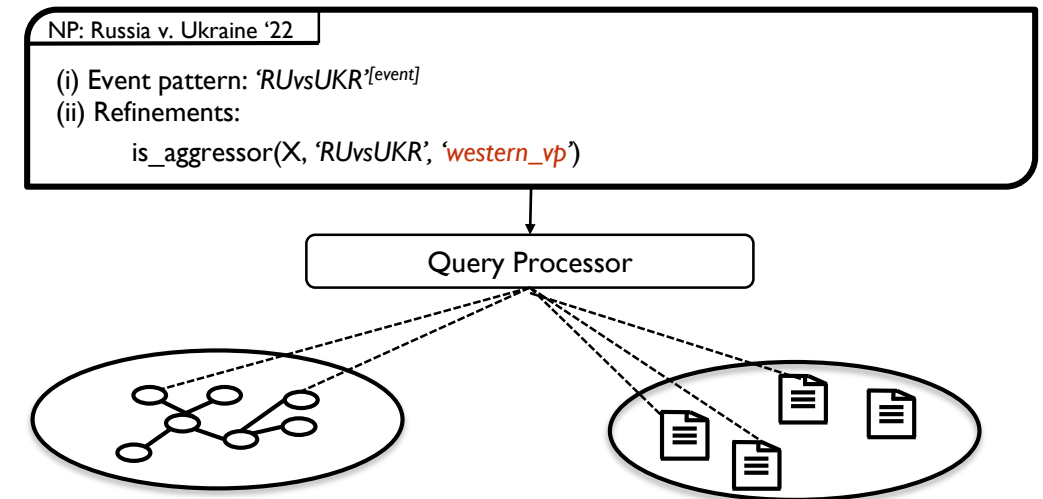 NP: Russia v. Ukraine ‘22
(i) Event pattern: ‘RUvsUKR’[event]
(ii) Refinements:
is_aggressor(X, ‘RUvsUKR’, ‘western_vp’)
Query Processor